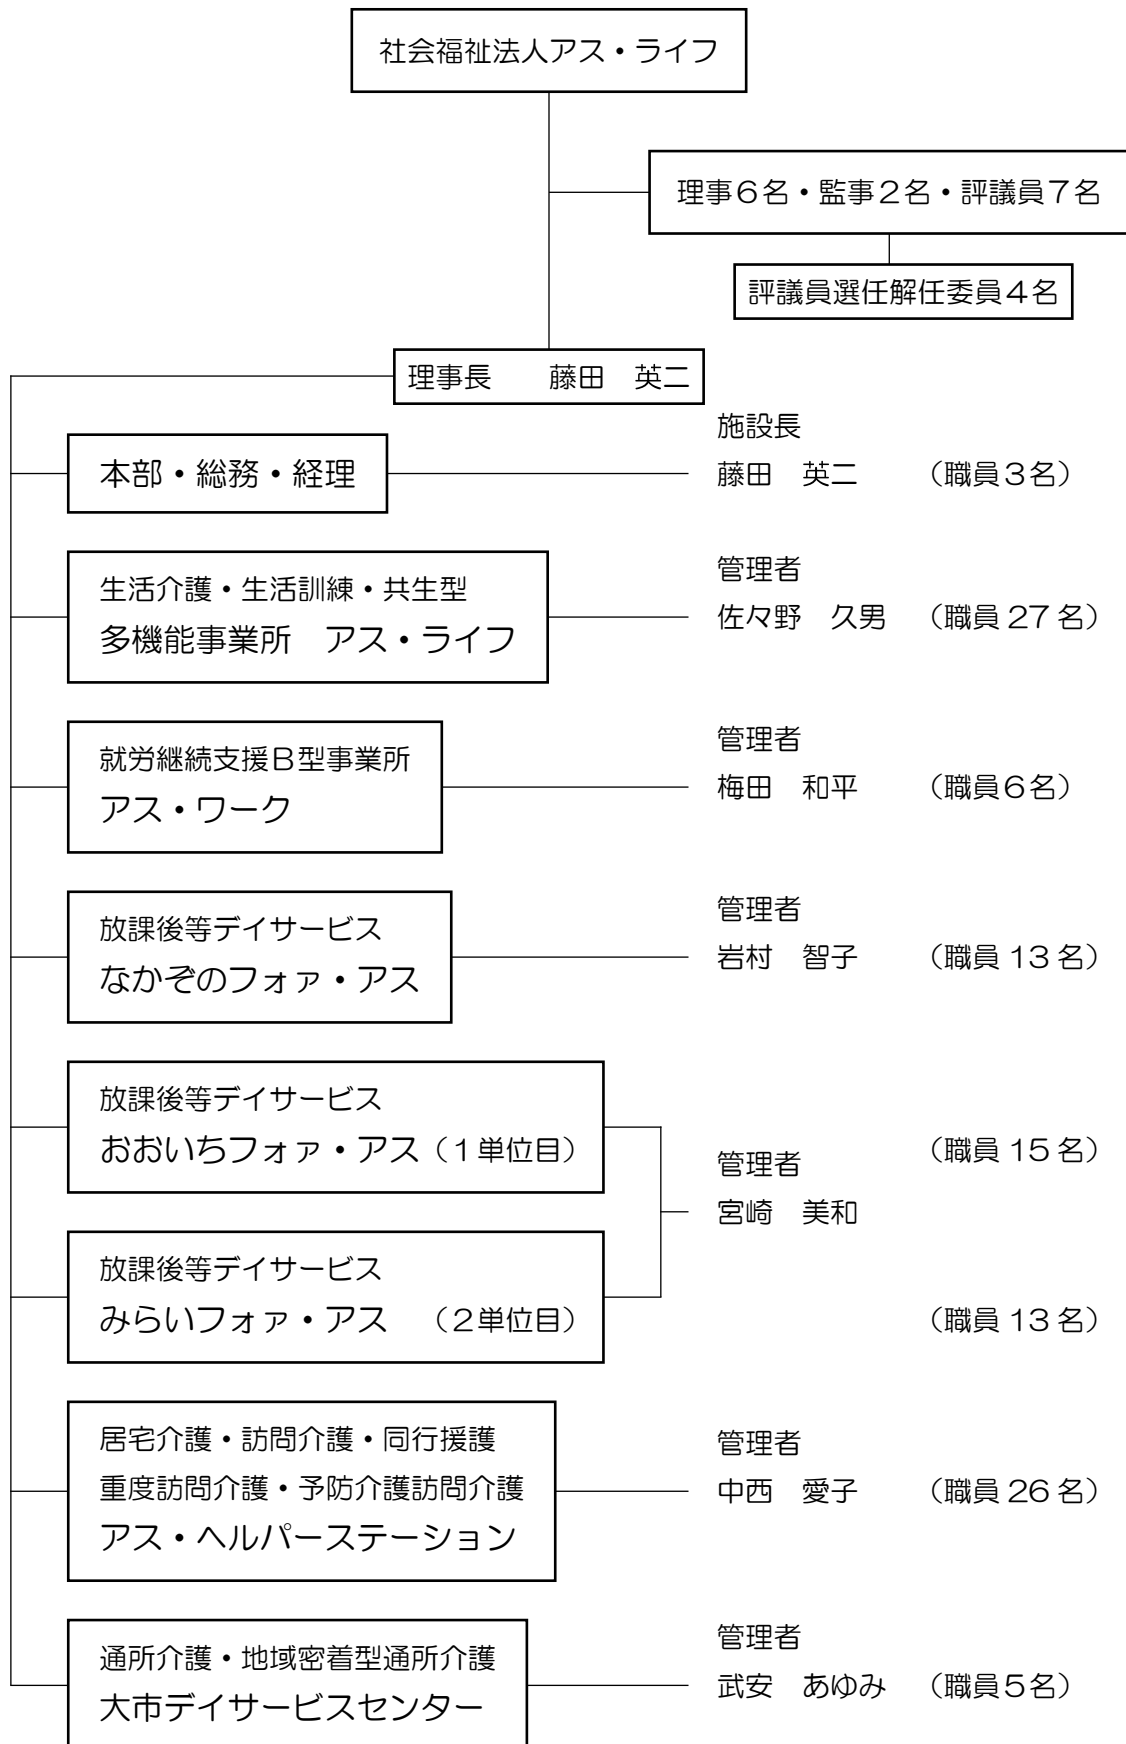 社会福祉法人アス・ライフ
理事6名・監事2名・評議員7名
評議員選任解任委員4名
理事長　藤田　英二
施設長
本部・総務・経理
藤田　英二　（職員3名）
管理者
生活介護・生活訓練・共生型
多機能事業所　アス・ライフ
佐々野　久男　（職員 27 名）
管理者
就労継続支援B型事業所
アス・ワーク
梅田　和平　（職員6名）
管理者
放課後等デイサービス
なかぞのフォァ・アス
岩村　智子　（職員 13 名）
放課後等デイサービス
おおいちフォァ・アス（1単位目）
（職員 15 名）
管理者
宮崎　美和
放課後等デイサービス
みらいフォァ・アス　（2単位目）
（職員 13 名）
居宅介護・訪問介護・同行援護
重度訪問介護・予防介護訪問介護
アス・ヘルパーステーション
管理者
中西　愛子　（職員 26 名）
通所介護・地域密着型通所介護
大市デイサービスセンター
管理者
武安　あゆみ　（職員5名）